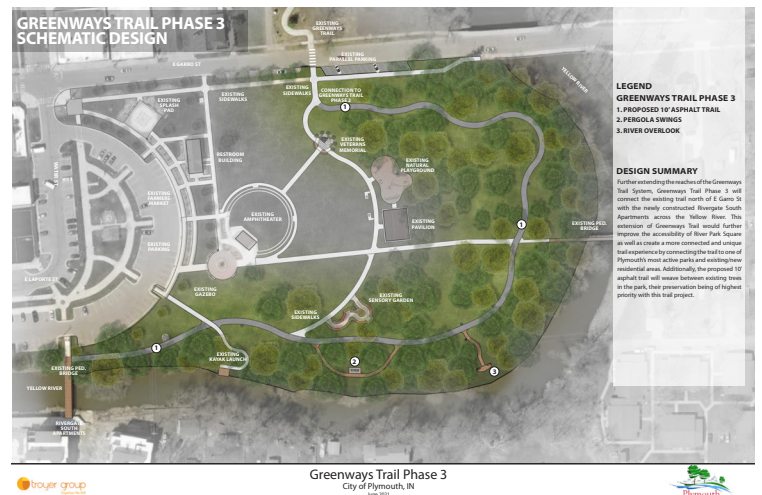 GREENWAYS TRAIL PHASE 3
SCHEMATIC DESIGN
EXISTING
GREENWAYS
TRAIL
EXISTING
PARALLEL PARKING
E GARRO ST
YELLOW RIVER
EXISTING
SIDEWALKS
EXISTING
SIDEWALKS
CONNECTION TO
GREENWAYS TRAIL
PHASE 2
1
EXISTING
SPLASH
PAD
EXISTING
VETERANS
MEMORIAL
RESTROOM
BUILDING
EXISTING
NATURAL
PLAYGROUND
EXISTING
FARMERS
MARKET
EXISTING
AMPHITHEATER
EXISTING
PAVILION
1
EXISTING PED.
BRIDGE
EXISTING
PARKING
E LAPORTE ST
EXISTING
GAZEBO
EXISTING
SENSORY GARDEN
EXISTING
SIDEWALKS
1
EXISTING
KAYAK LAUNCH
2
3
EXISTING PED.
BRIDGE
YELLOW RIVER
RIVERGATE
SOUTH
APARTMENTS
LEGEND
GREENWAYS TRAIL PHASE 3
1. PROPOSED 10' ASPHALT TRAIL
2. PERGOLA SWINGS
3. RIVER OVERLOOK
DESIGN SUMMARY
Further extending the reaches of the Greenways
Trail System, Greenways Trail Phase 3 will
connect the existing trail north of E Garro St
with the newly constructed Rivergate South
Apartments across the Yellow River. This
extension of Greenways Trail would further
improve the accessibility of River Park Square
as well as create a more connected and unique
trail experience by connecting the trail to one of
Plymouth's most active parks and existing/new
residential areas. Additionally, the proposed 10'
asphalt trail will weave between existing trees
in the park, their preservation being of highest
priority with this trail project.
troyer group
Greenways Trail Phase 3
City of Plymouth, IN
June 2021
Plymouth